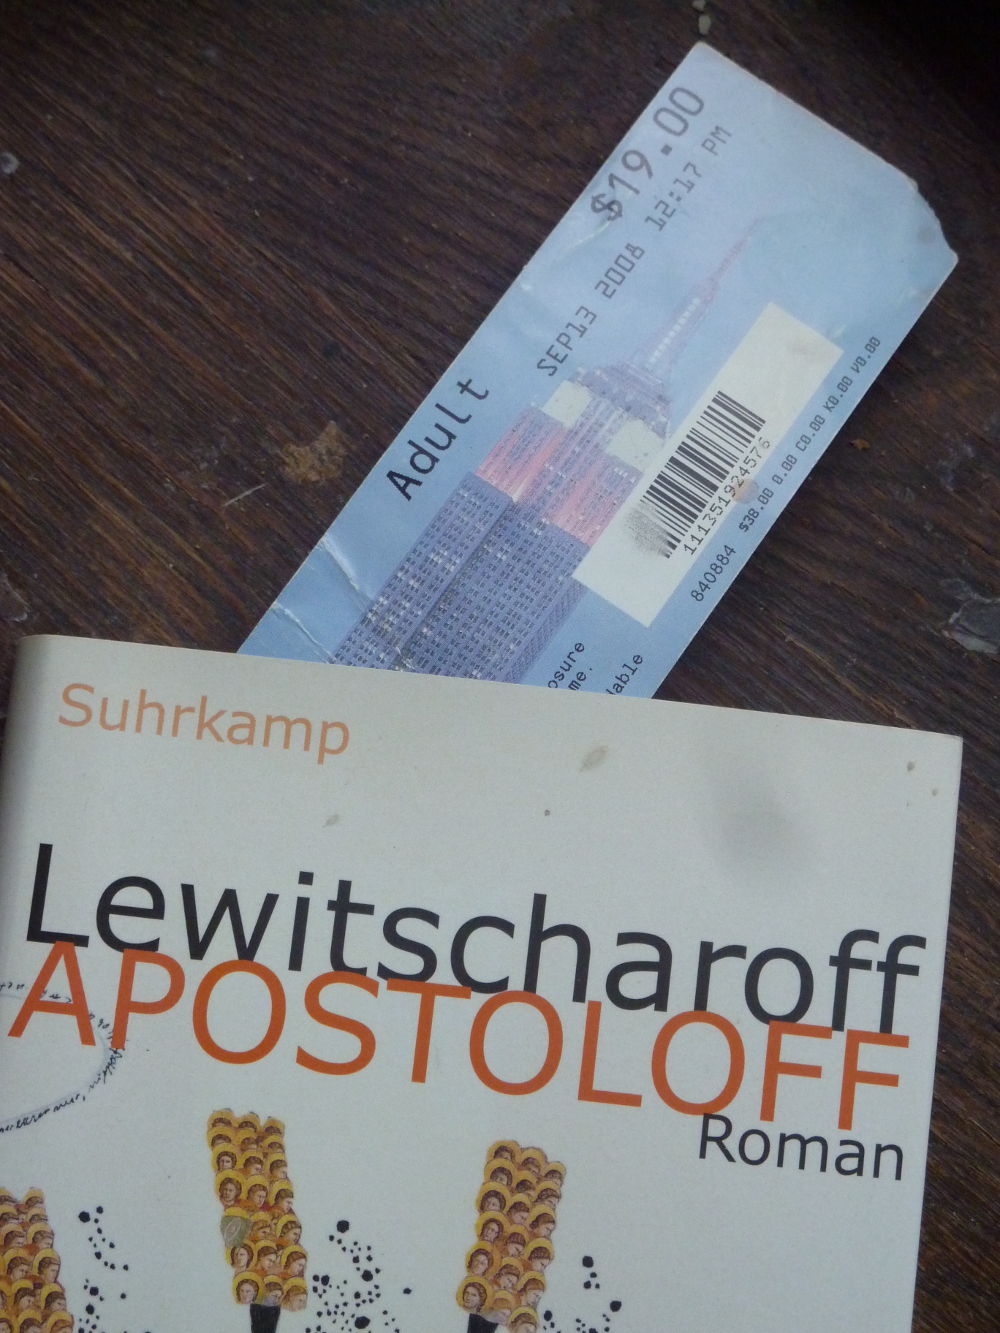 $19.00
SEP13 2008 12:17 PM
Adult
111351924576
840884 $38.00 0.00 C0.00 K0.00 V0.00
Suhrkamp
Lewitscharoff
APOSTOLOFF
Roman